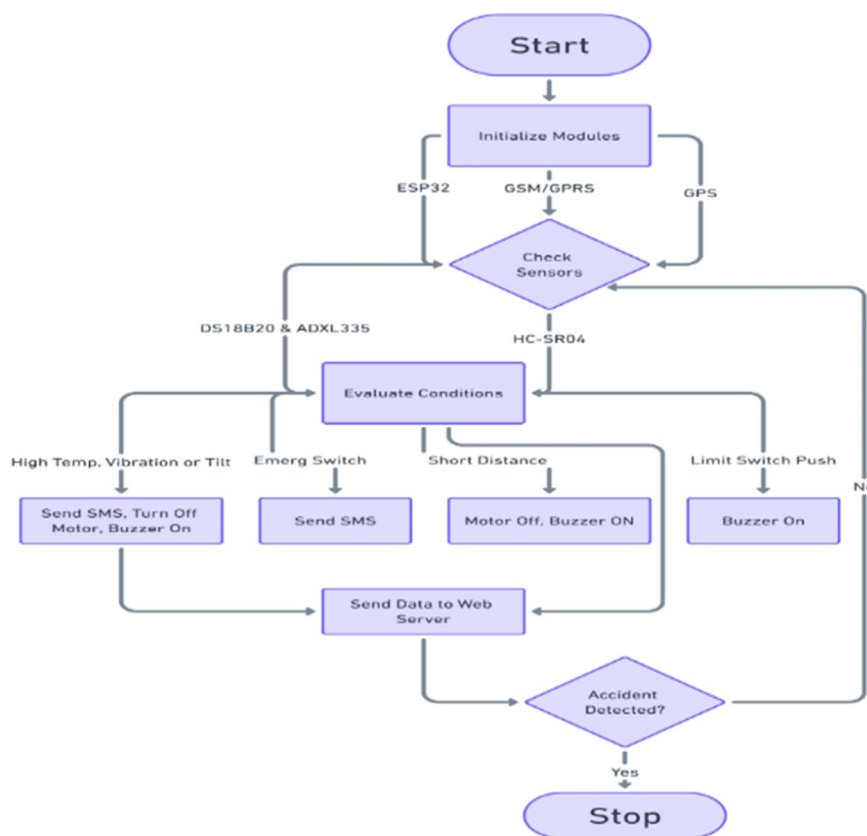 Start
Initialize Modules
ESP32
GSM/GPRS
GPS
Check
Sensors
DS18B20 & ADXL335
HC-SR04
Evaluate Conditions
High Temp, Vibration or Tilt
Emerg Switch
Short Distance
Limit Switch Push
Send SMS, Turn Off
Motor, Buzzer On
Send SMS
Motor Off, Buzzer ON
Buzzer On
Send Data to Web
Server
Accident
Detected?
Yes
Stop